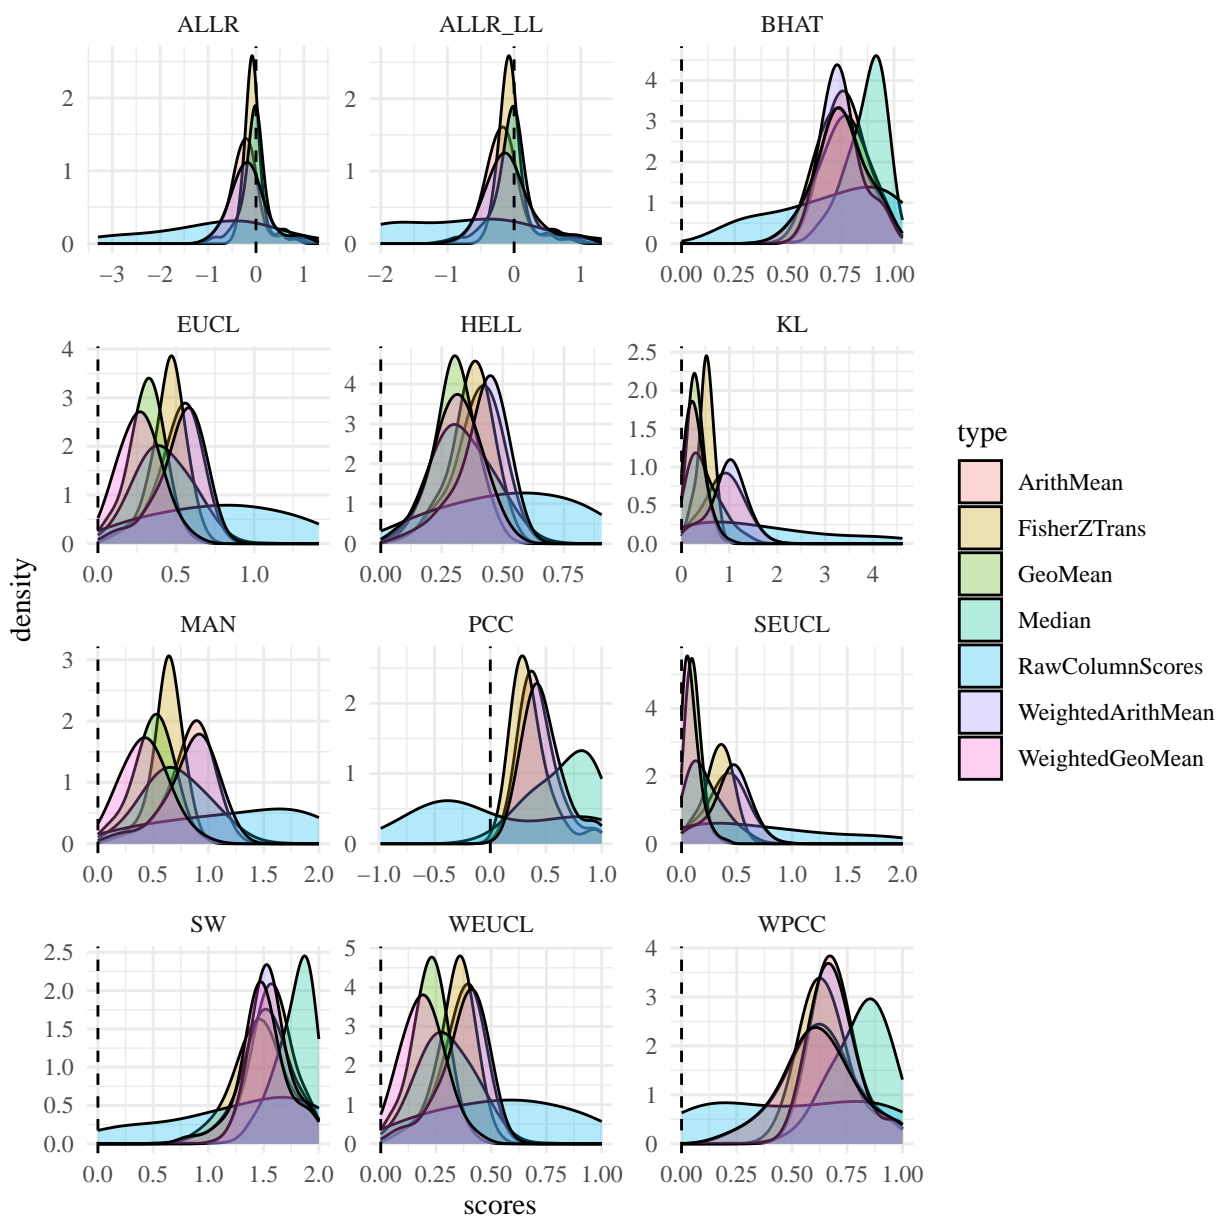 ALLR ALLR_LL BHAT
0 1 2
−3 −2 −1 0 1
0 1 2
−2 −1 0 1
0 1 2 3 4
0.00 0.25 0.50 0.75 1.00
EUCL HELL KL
0 1 2 3 4
0.0 0.5 1.0
0 1 2 3 4
0.00 0.25 0.50 0.75
0.0 0.5 1.0 1.5 2.0 2.5
0 1 2 3 4
MAN PCC SEUCL
0 1 2 3
0.0 0.5 1.0 1.5 2.0
0 1 2
−1.0 −0.5 0.0 0.5 1.0
0 2 4
0.0 0.5 1.0 1.5 2.0
SW WEUCL WPCC
0.0 0.5 1.0 1.5 2.0 2.5
0.0 0.5 1.0 1.5 2.0
0 1 2 3 4 5
0.00 0.25 0.50 0.75 1.00
0 1 2 3 4
0.00 0.25 0.50 0.75 1.00
density
scores
type
ArithMean
FisherZTrans
GeoMean
Median
RawColumnScores
WeightedArithMean
WeightedGeoMean